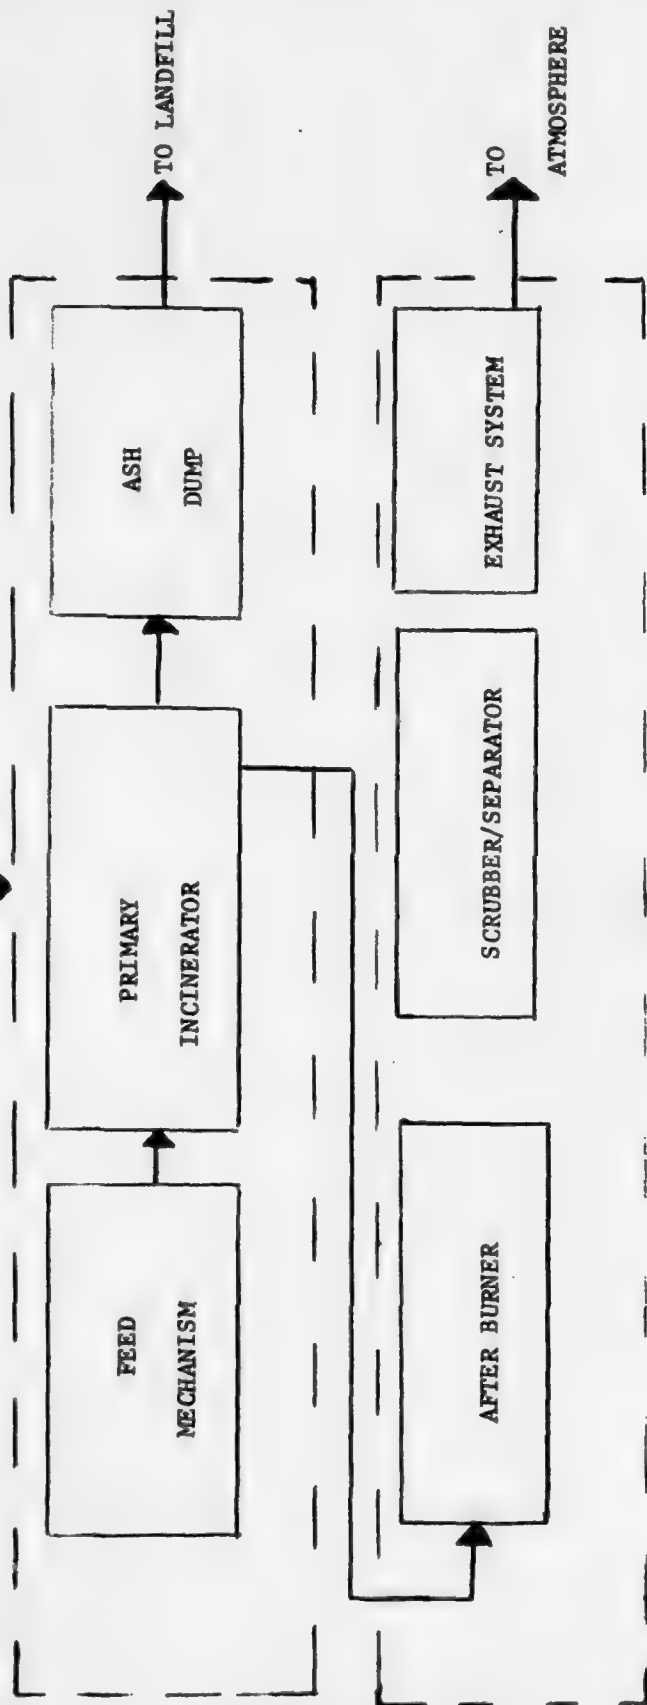 FEED
MECHANISM
PRIMARY
INCINERATOR
ASH
DUMP
TO LANDFILL
AFTER BURNER
SCRUBBER/SEPARATOR
EXHAUST SYSTEM
TO
ATMOSPHERE